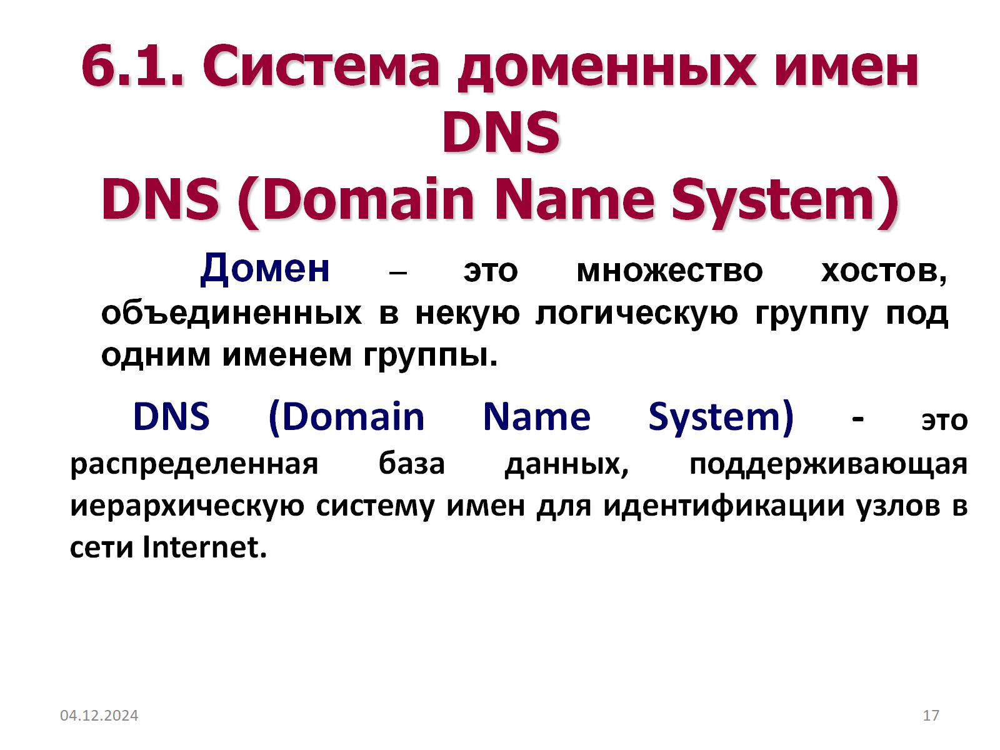 6.1. Система доменных имен
DNS
DNS (Domain Name System)
Домен – это множество хостов,
объединенных в некую логическую группу под
одним именем группы.
DNS (Domain Name System) - это
распределенная база данных, поддерживающая
иерархическую систему имен для идентификации узлов в
сети Internet.
04.12.2024
17